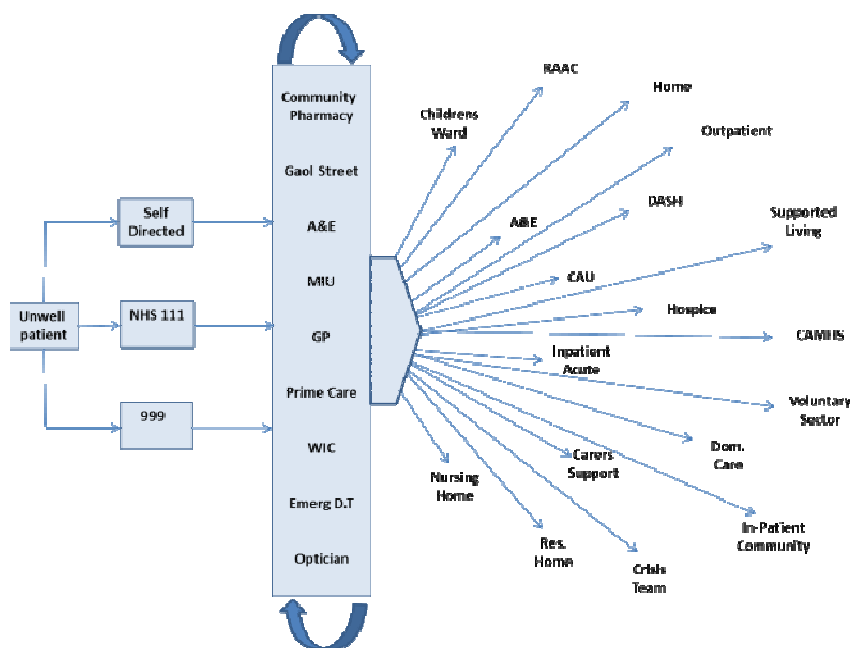 Unwell
patient
Self
Directed
NHS 111
999
Community
Pharmacy
Gaol Street
A&E
MIU
GP
Prime Care
WIC
Emerg D.T
Optician
Childrens
Ward
RAAC
Home
Outpatient
DASH
A&E
Supported
Living
CAU
Hospice
CAMHS
Inpatient
Acute
Voluntary
Sector
Dom.
Care
Carers
Support
Nursing
Home
In-Patient
Community
Res.
Home
Crisis
Team